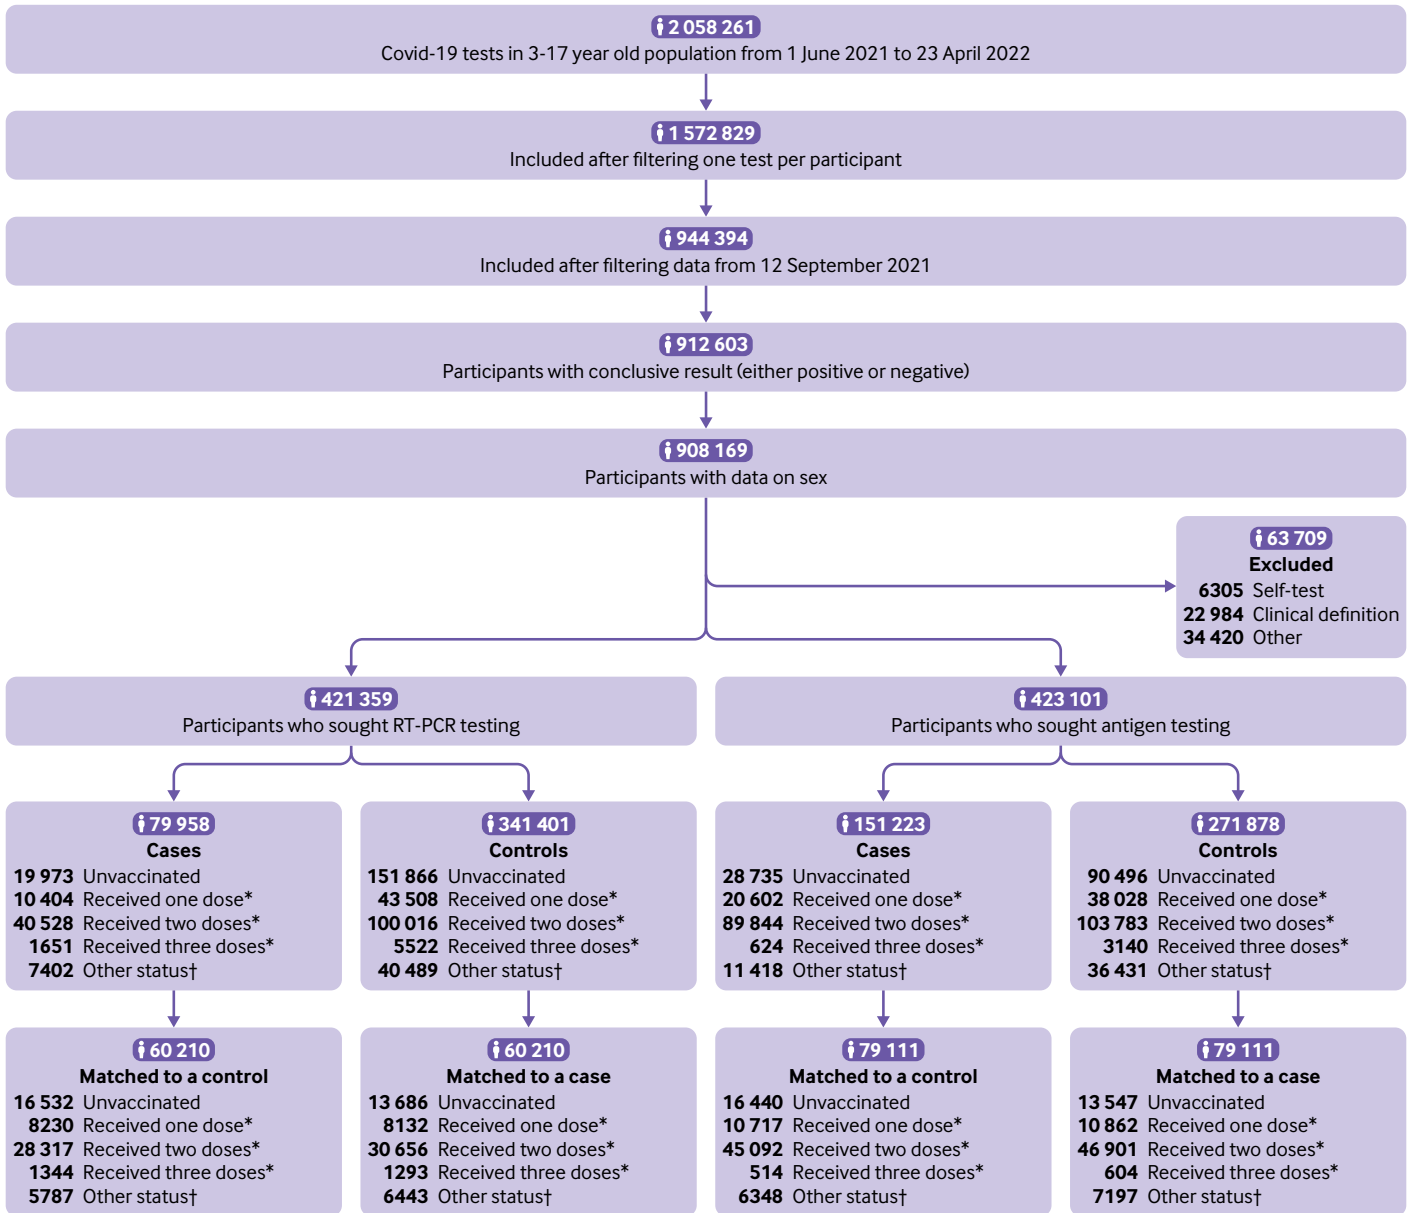 2 058 261
Covid-19 tests in 3-17 year old population from 1 June 2021 to 23 April 2022
1 572 829
Included after filtering one test per participant
944 394
Included after filtering data from 12 September 2021
912 603
Participants with conclusive result (either positive or negative)
908 169
Participants with data on sex
63 709
Excluded
6305 Self-test
22 984 Clinical definition
34 420 Other
421 359
Participants who sought RT-PCR testing
423 101
Participants who sought antigen testing
79 958
Cases
19 973 Unvaccinated
10 404 Received one dose*
40 528 Received two doses*
1651 Received three doses*
7402 Other status†
341 401
Controls
151 866 Unvaccinated
43 508 Received one dose*
100 016 Received two doses*
5522 Received three doses*
40 489 Other status†
151 223
Cases
28 735 Unvaccinated
20 602 Received one dose*
89 844 Received two doses*
624 Received three doses*
11 418 Other status†
271 878
Controls
90 496 Unvaccinated
38 028 Received one dose*
103 783 Received two doses*
3140 Received three doses*
36 431 Other status†
60 210
Matched to a control
16 532 Unvaccinated
8230 Received one dose*
28 317 Received two doses*
1344 Received three doses*
5787 Other status†
60 210
Matched to a case
13 686 Unvaccinated
8132 Received one dose*
30 656 Received two doses*
1293 Received three doses*
6443 Other status†
79 111
Matched to a control
16 440 Unvaccinated
10 717 Received one dose*
45 092 Received two doses*
514 Received three doses*
6348 Other status†
79 111
Matched to a case
13 547 Unvaccinated
10 862 Received one dose*
46 901 Received two doses*
604 Received three doses*
7197 Other status†